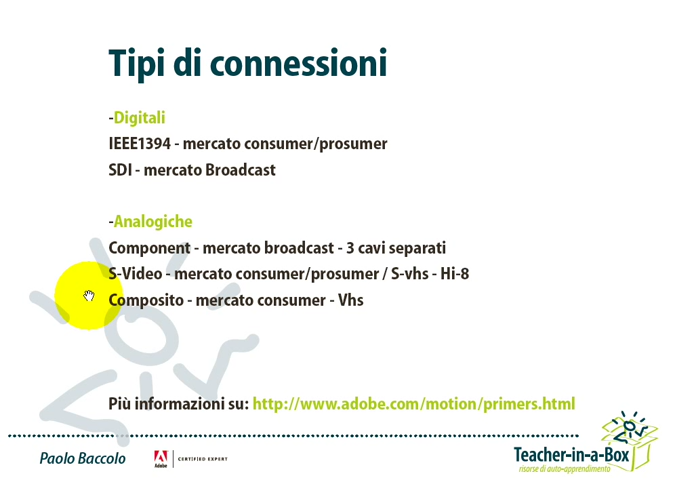 Tipi di connessioni
-Digitali
IEEE1394 - mercato consumer/prosumer
SDI - mercato Broadcast
-Analogiche
Component - mercato broadcast - 3 cavi separati
S-Video - mercato consumer/prosumer / S-vhs - Hi-8
Composito - mercato consumer - Vhs
Più informazioni su: http://www.adobe.com/motion/primers.html
Paolo Baccolo
Adobe
CERTIFIED EXPERT
Teacher-in-a-Box
risorse di auto-apprendimento